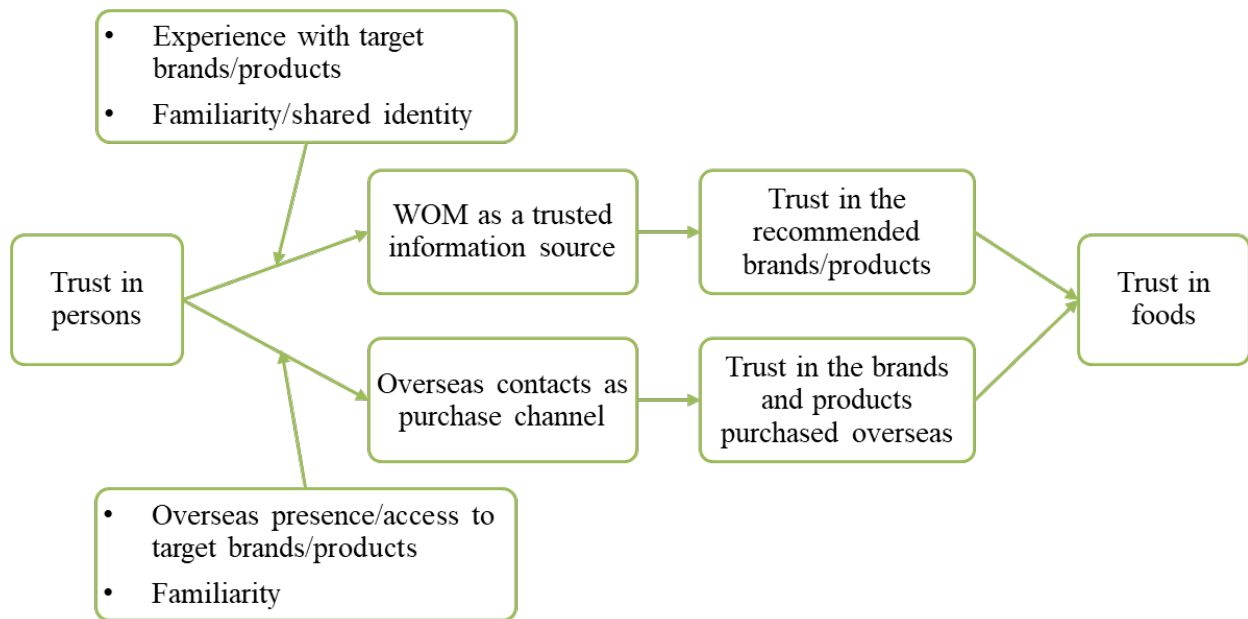 • Experience with target
brands/products
• Familiarity/shared identity
WOM as a trusted
information source
Trust in the
recommended
brands/products
Trust in
persons
Trust in
foods
Overseas contacts as
purchase channel
Trust in the brands
and products
purchased overseas
• Overseas presence/access to
target brands/products
• Familiarity